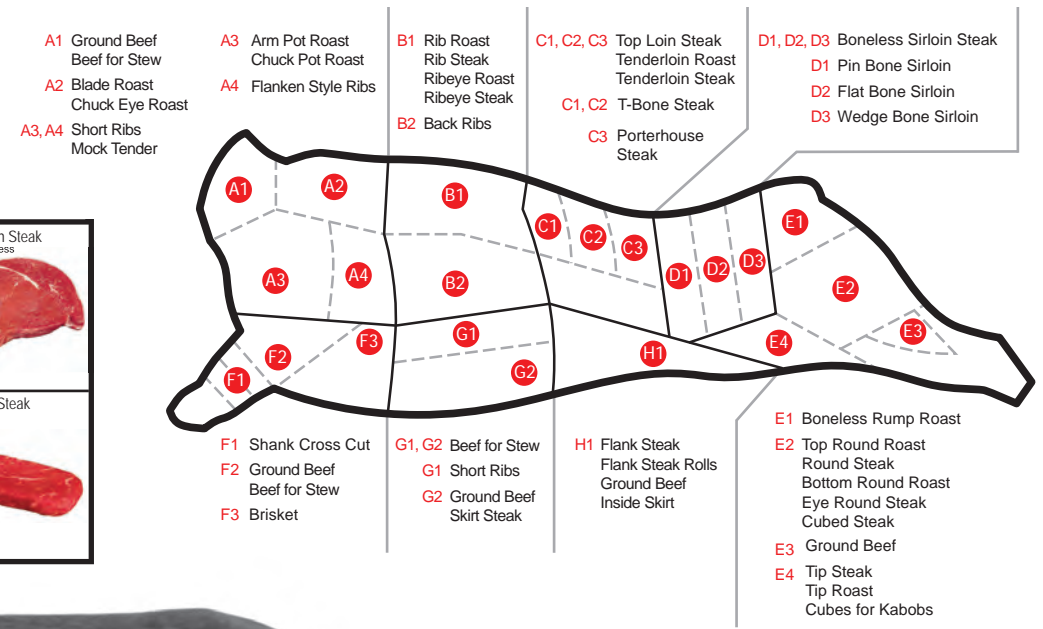 A1 Ground Beef
Beef for Stew
A2 Blade Roast
Chuck Eye Roast
A3, A4 Short Ribs
Mock Tender
A3 Arm Pot Roast
Chuck Pot Roast
A4 Flanken Style Ribs
B1 Rib Roast
Rib Steak
Ribeye Roast
Ribeye Steak
B2 Back Ribs
C1, C2, C3 Top Loin Steak
Tenderloin Roast
Tenderloin Steak
C1, C2 T-Bone Steak
C3 Porterhouse
Steak
D1, D2, D3 Boneless Sirloin Steak
D1 Pin Bone Sirloin
D2 Flat Bone Sirloin
D3 Wedge Bone Sirloin
Steak
Steak
A1
A2
A3
A4
B1
B2
C1
C2
C3
D1
D2
D3
E1
E2
E3
E4
F1
F2
F3
G1
G2
H1
F1 Shank Cross Cut
F2 Ground Beef
Beef for Stew
F3 Brisket
G1, G2 Beef for Stew
G1 Short Ribs
G2 Ground Beef
Skirt Steak
H1 Flank Steak
Flank Steak Rolls
Ground Beef
Inside Skirt
E1 Boneless Rump Roast
E2 Top Round Roast
Round Steak
Bottom Round Roast
Eye Round Steak
Cubed Steak
E3 Ground Beef
E4 Tip Steak
Tip Roast
Cubes for Kabobs